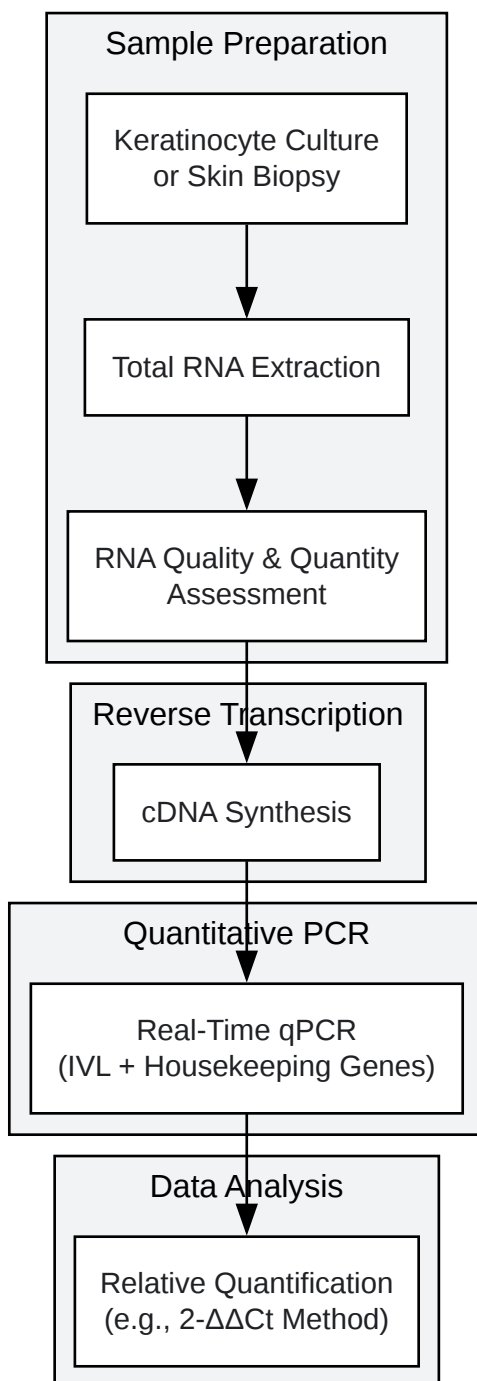 Sample Preparation
Keratinocyte Culture
or Skin Biopsy
Total RNA Extraction
RNA Quality & Quantity
Assessment
Reverse Transcription
cDNA Synthesis
Quantitative PCR
Real-Time qPCR
(IVL + Housekeeping Genes)
Data Analysis
Relative Quantification
(e.g., 2-ΔΔCt Method)